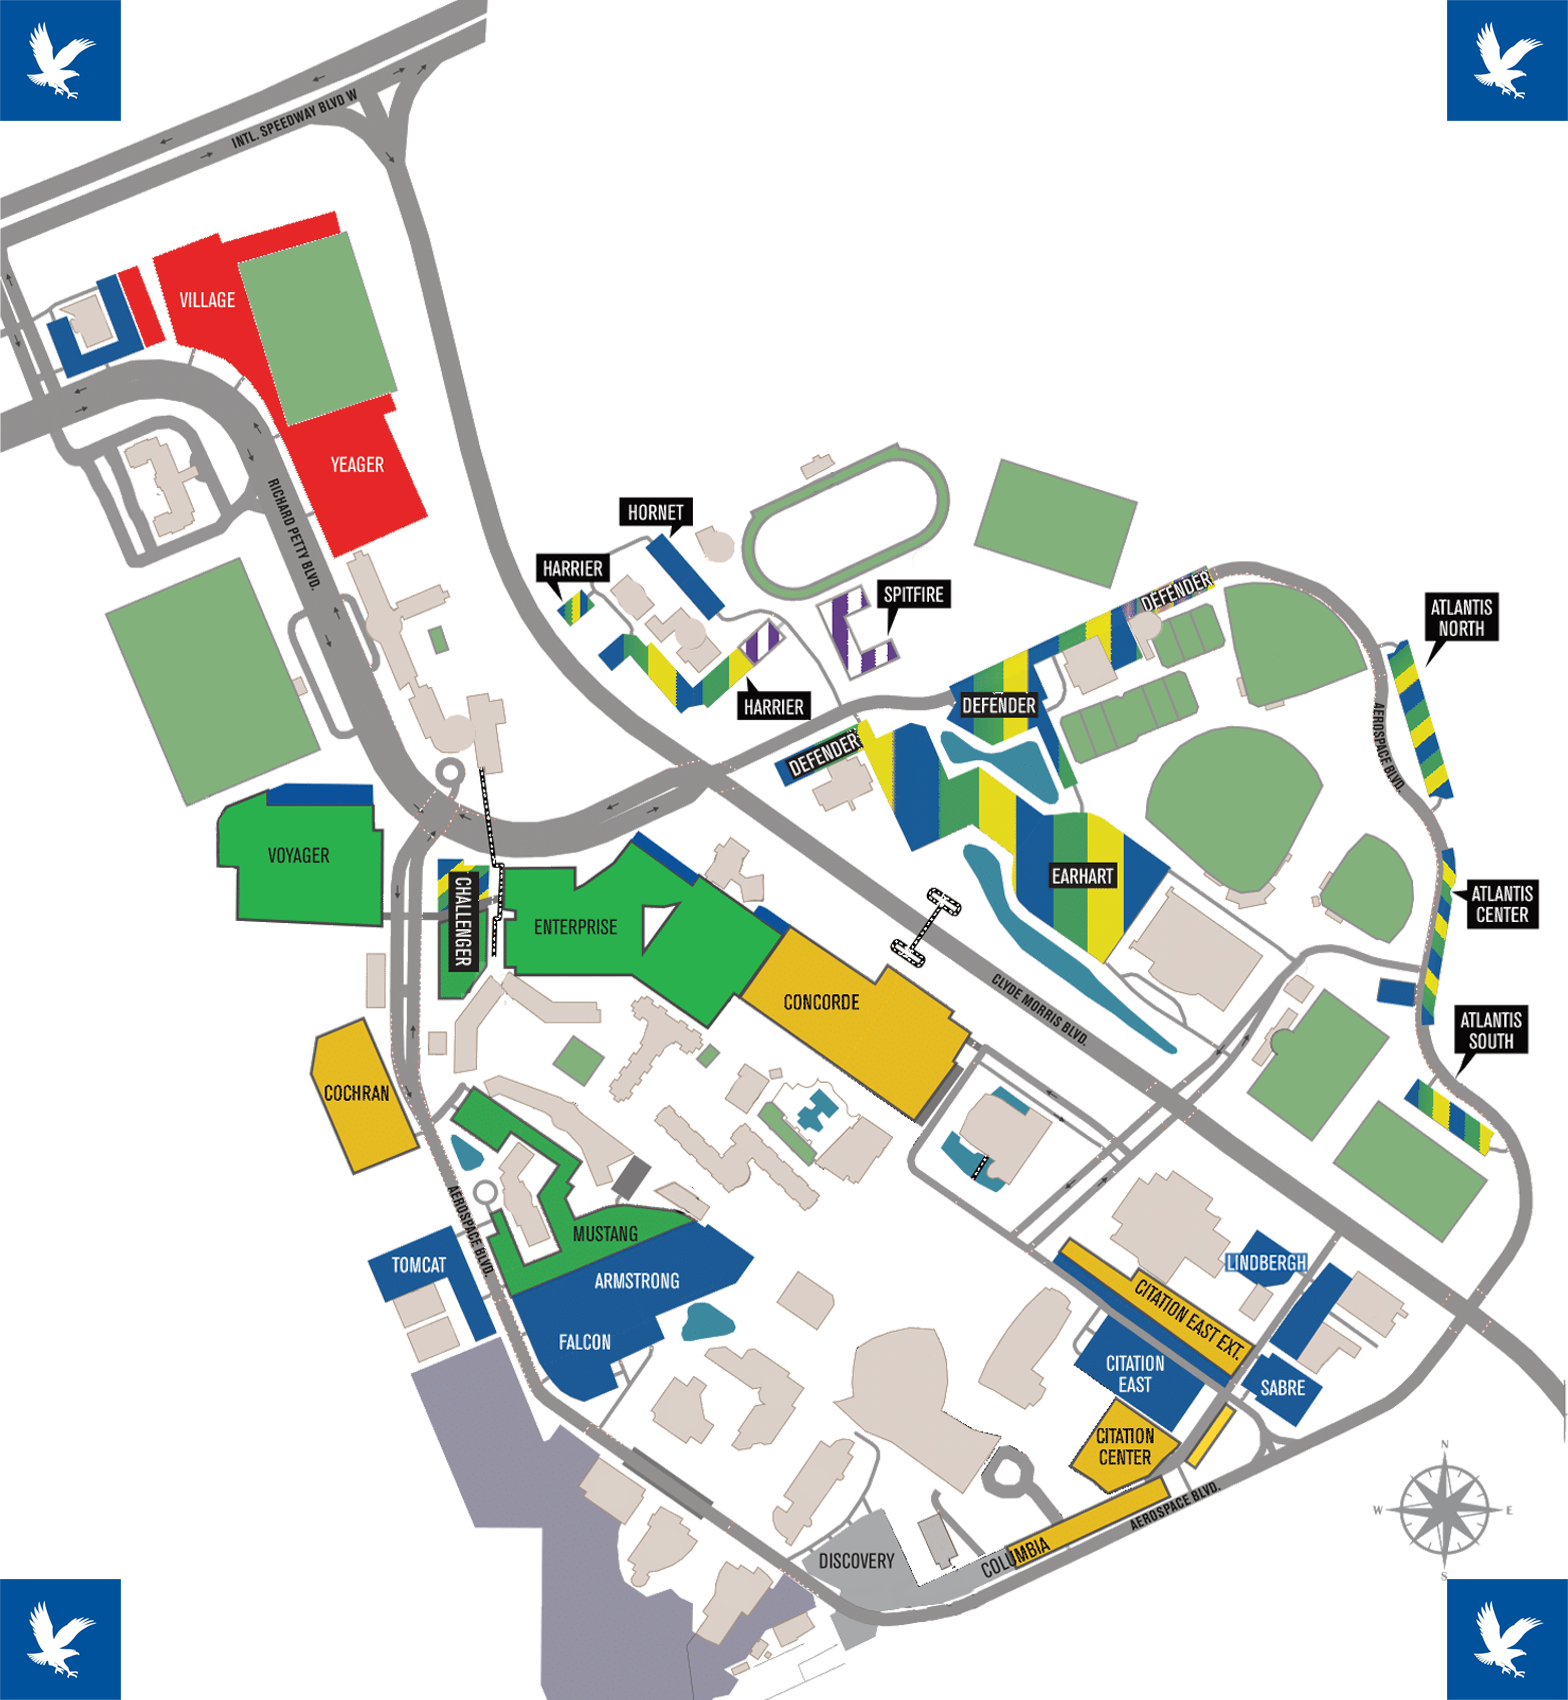 INTL. SPEEDWAY BLVD W
VILLAGE
YEAGER
RICHARD PETTY BLVD.
HORNET
HARRIER
SPITFIRE
DEFENDER
ATLANTIS
NORTH
HARRIER
DEFENDER
DEFENDER
AEROSPACE BLVD.
VOYAGER
CHALLENGER
ENTERPRISE
EARHART
ATLANTIS
CENTER
CONCORDE
CLYDE MORRIS BLVD.
ATLANTIS
SOUTH
COCHRAN
AEROSPACE BLVD.
MUSTANG
TOMCAT
ARMSTRONG
LINDBERGH
FALCON
CITATION EAST EXT.
CITATION
EAST
SABRE
CITATION
CENTER
AEROSPACE BLVD.
COLUMBIA
DISCOVERY
N
W
E
S